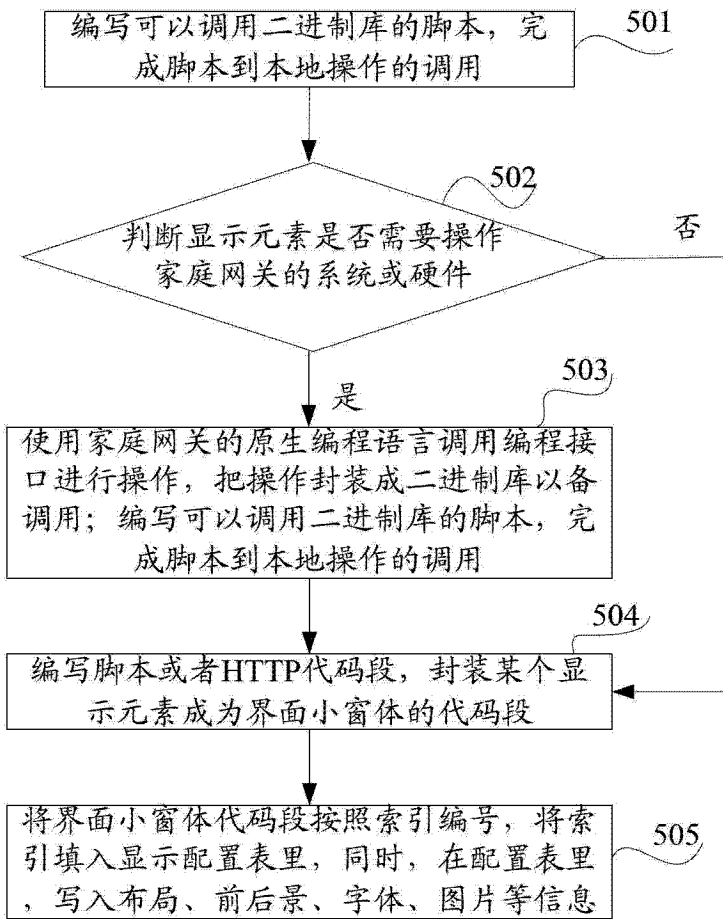 编写可以调用二进制库的脚本，完
成脚本到本地操作的调用
501
502
判断显示元素是否需要操作
家庭网关的系统或硬件
否
是
503
使用家庭网关的原生编程语言调用编程接
口进行操作，把操作封装成二进制库以备
调用；编写可以调用二进制库的脚本，完
成脚本到本地操作的调用
504
编写脚本或者HTTP代码段，封装某个显
示元素成为界面小窗体的代码段
将界面小窗体代码段按照索引编号，将索
引填入显示配置表里，同时，在配置表里
，写入布局、前后景、字体、图片等信息
505